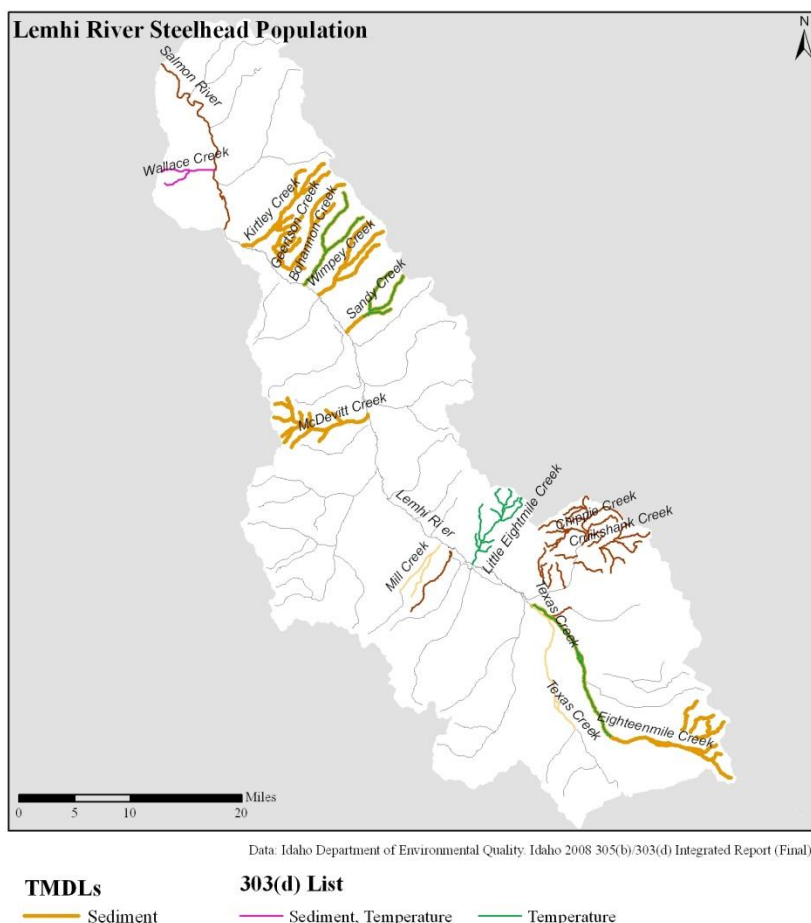 Lemhi River Steelhead Population
N
Salmon River
Wallace Creek
Kirtley Creek
Geertson Creek
Bohannon Creek
Wimpey Creek
Sandy Creek
McDevitt Creek
Lemhi Ri er
Little Eightmile Creek
Chippie Creek
Cruikshank Creek
Mill Creek
Texas Creek
Texas Creek
Eighteenmile Creek
Miles
0 5 10 20
Data: Idaho Department of Environmental Quality. Idaho 2008 305(b)/303(d) Integrated Report (Final)
TMDLs 303(d) List
Sediment Sediment, Temperature Temperature